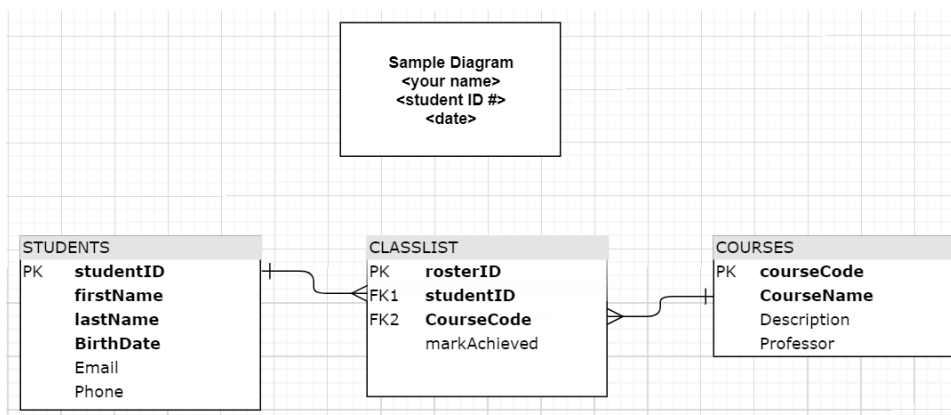 Sample Diagram
<your name>
<student ID #>
<date>
STUDENTS
PK studentID
firstName
lastName
BirthDate
Email
Phone
CLASSLIST
PK rosterID
FK1 studentID
FK2 CourseCode
markAchieved
COURSES
PK courseCode
CourseName
Description
Professor